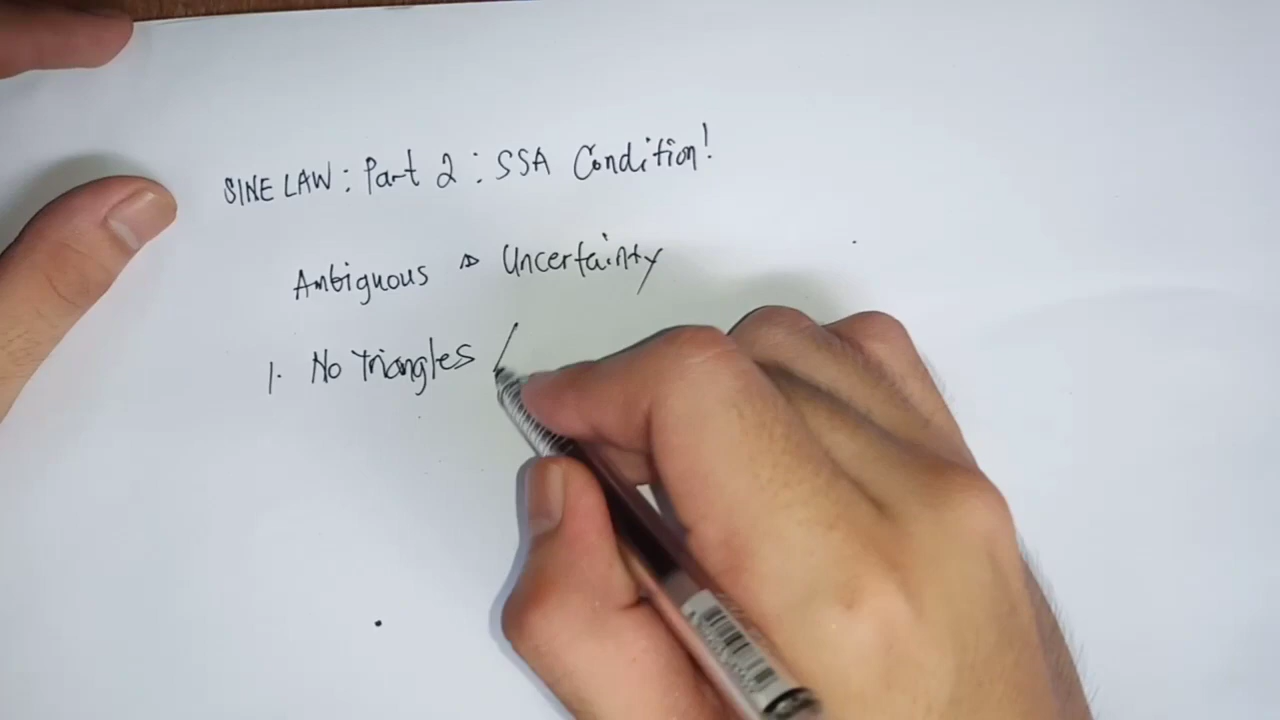 SINE LAW: Part 2: SSA Condition!
Ambiguous → Uncertainty
1. No triangles /